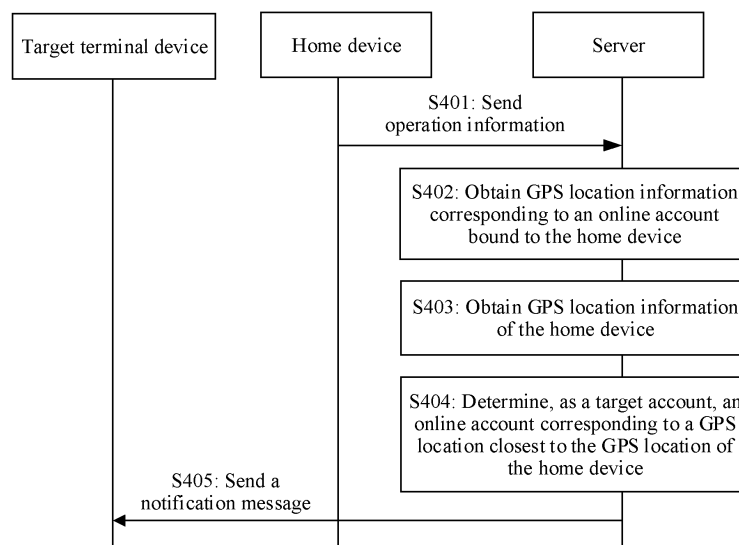 Target terminal device
Home device
Server
S401: Send
operation information
S402: Obtain GPS location information
corresponding to an online account
bound to the home device
S403: Obtain GPS location information
of the home device
S404: Determine, as a target account, an
online account corresponding to a GPS
location closest to the GPS location of
the home device
S405: Send a
notification message